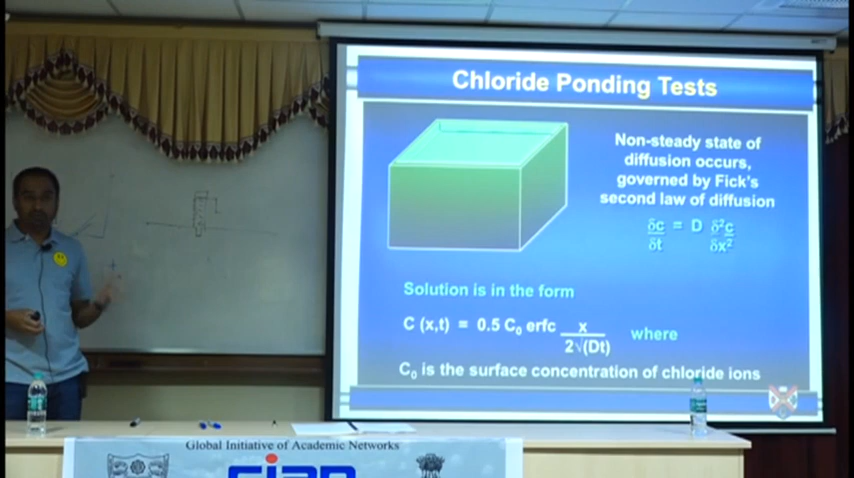 Chloride Ponding Tests
Non-steady state of
diffusion occurs,
governed by Fick's
second law of diffusion
δc = D δ²c
δt δx²
Solution is in the form
C (x,t) = 0.5 C₀ erfc x
2√(Dt)
where
C₀ is the surface concentration of chloride ions
Global Initiative of Academic Networks